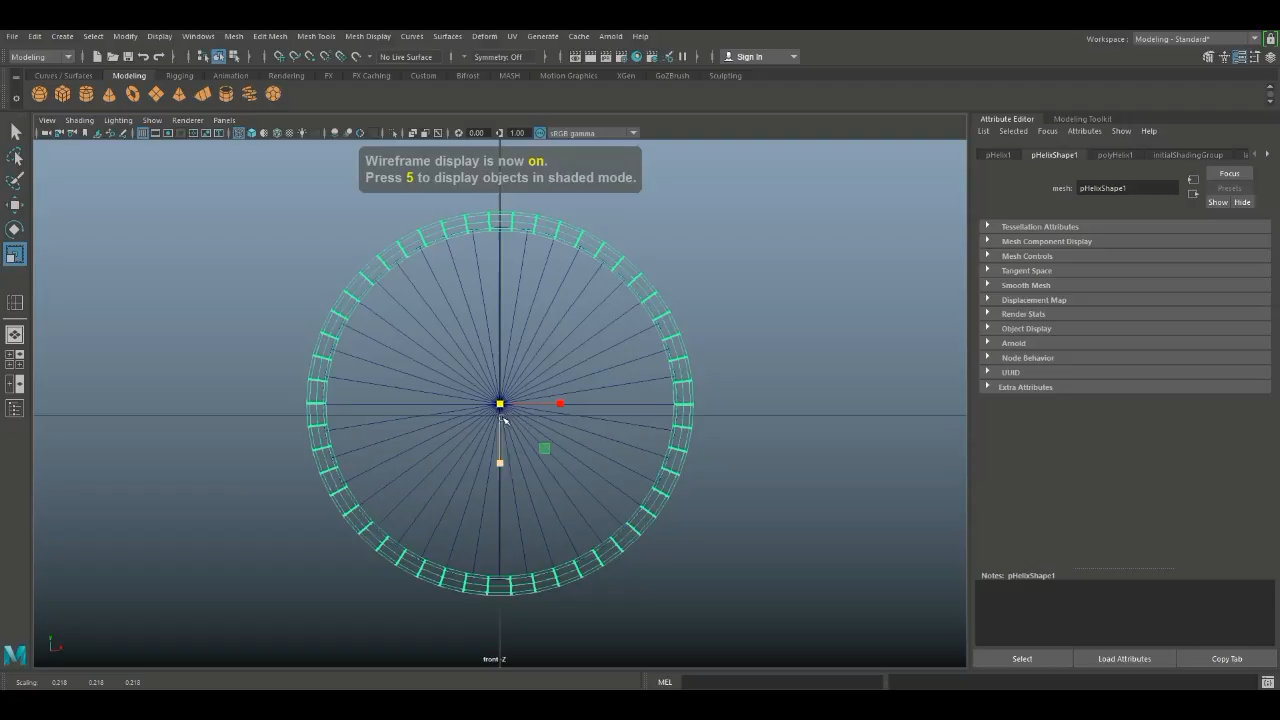 File Edit Create Select Modify Display Windows Mesh Edit Mesh Mesh Tools Mesh Display Curves Surfaces Deform UV Generate Cache Arnold Help
Workspace : Modeling - Standard*
Modeling No Live Surface Symmetry: Off Sign In
Curves / Surfaces Modeling Rigging Animation Rendering FX FX Caching Custom Bifrost MASH Motion Graphics XGen GoZBrush Sculpting
View Shading Lighting Show Renderer Panels
0.00 1.00 sRGB gamma
Wireframe display is now on.
Press 5 to display objects in shaded mode.
y
x
front -Z
Attribute Editor Modeling Toolkit
List Selected Focus Attributes Show Help
pHelix1 pHelixShape1 polyHelix1 initialShadingGroup
Focus
mesh: pHelixShape1
Presets
Show Hide
Tessellation Attributes
Mesh Component Display
Mesh Controls
Tangent Space
Smooth Mesh
Displacement Map
Render Stats
Object Display
Arnold
Node Behavior
UUID
Extra Attributes
Notes: pHelixShape1
Select Load Attributes Copy Tab
Scaling: 0.218 0.218 0.218
MEL